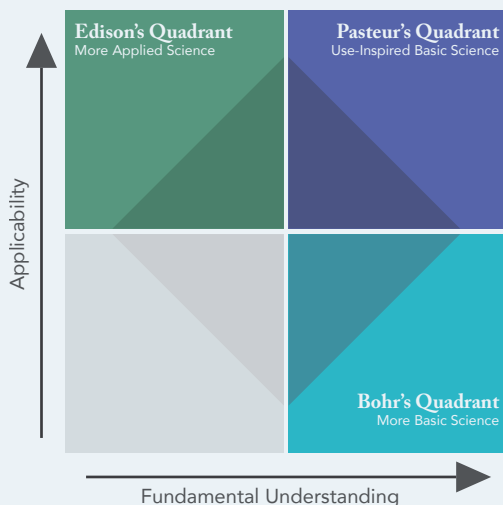 Edison's Quadrant
More Applied Science
Pasteur's Quadrant
Use-Inspired Basic Science
Applicability
Bohr's Quadrant
More Basic Science
Fundamental Understanding